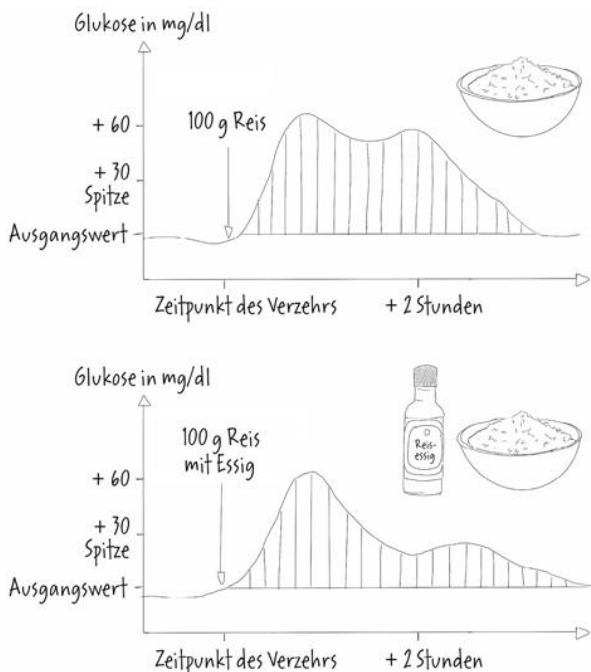 Glukose in mg/dl
+ 60
100 g Reis
+ 30
Spitze
Ausgangswert
Zeitpunkt des Verzehrs
+ 2 Stunden
Glukose in mg/dl
100 g Reis
mit Essig
Reis-
essig
+ 60
+ 30
Spitze
Ausgangswert
Zeitpunkt des Verzehrs
+ 2 Stunden